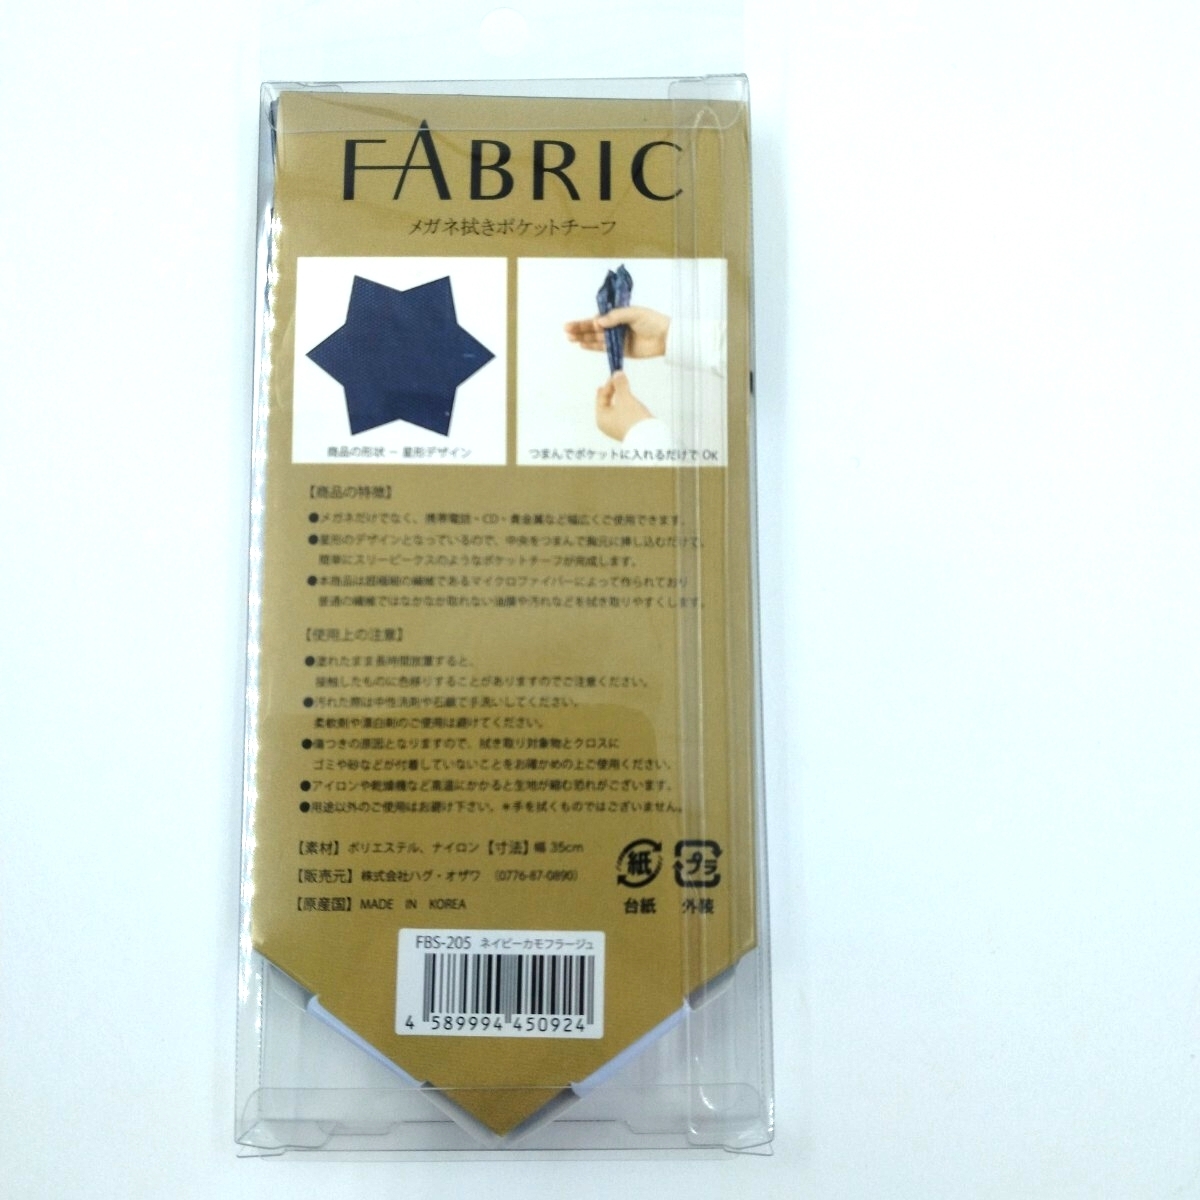 FABRIC
メガネ拭きポケットチーフ
商品の形状 － 星形デザイン
つまんでポケットに入れるだけで OK
【商品の特徴】
●メガネだけでなく、携帯電話・CD・貴金属など幅広くご使用できます。
●星形のデザインとなっているので、中央をつまんで胸元に挿し込むだけで、
簡単にスリーピークスのようなポケットチーフが完成します。
●本商品は超極細の繊維であるマイクロファイバーによって作られており
普通の繊維ではなかなか取れない油膜や汚れなどを拭き取りやすくします。
【使用上の注意】
●濡れたまま長時間放置すると、
接触したものに色移りすることがありますのでご注意ください。
●汚れた際は中性洗剤や石鹸で手洗いしてください。
柔軟剤や漂白剤のご使用は避けてください。
●傷つきの原因となりますので、拭き取り対象物とクロスに
ゴミや砂などが付着していないことをお確かめの上ご使用ください。
●アイロンや乾燥機など高温にかかると生地が縮む恐れがございます。
●用途以外のご使用はお避け下さい。＊手を拭くものではございません。
【素材】ポリエステル、ナイロン【寸法】幅 35cm
【販売元】株式会社ハグ・オザワ （0776-87-0890）
【原産国】MADE IN KOREA
紙 プラ
台紙 外装
FBS-205 ネイビーカモフラージュ
4 589994 450924